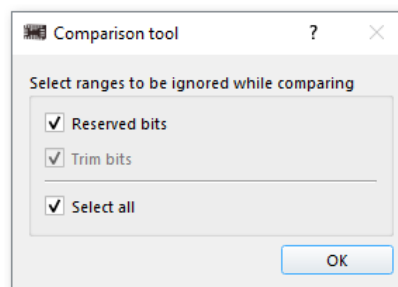 Comparison tool ?
Select ranges to be ignored while comparing
Reserved bits
Trim bits
Select all
OK